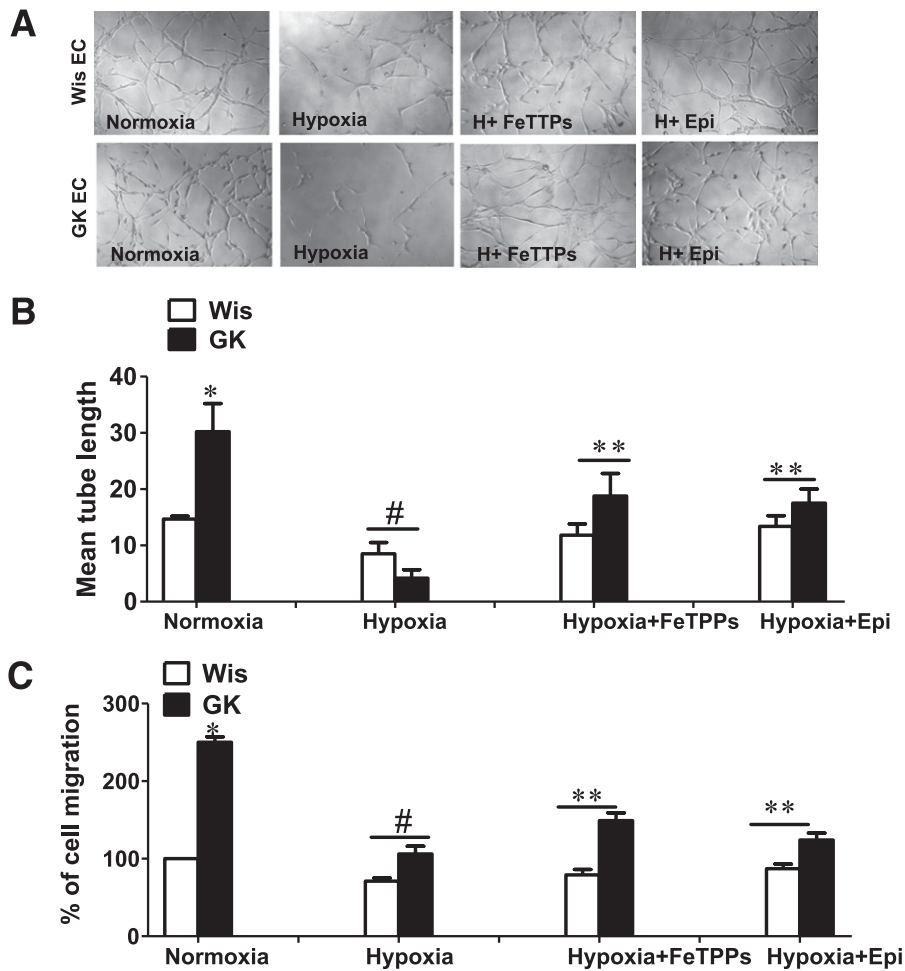 A
Wis EC
Normoxia
Hypoxia
H+ FeTTPs
H+ Epi
GK EC
Normoxia
Hypoxia
H+ FeTTPs
H+ Epi
B
Wis
GK
Mean tube length
40
30
20
10
0
*
#
**
**
Normoxia
Hypoxia
Hypoxia+FeTPPs
Hypoxia+Epi
C
Wis
GK
% of cell migration
300
200
100
0
*
#
**
**
Normoxia
Hypoxia
Hypoxia+FeTPPs
Hypoxia+Epi